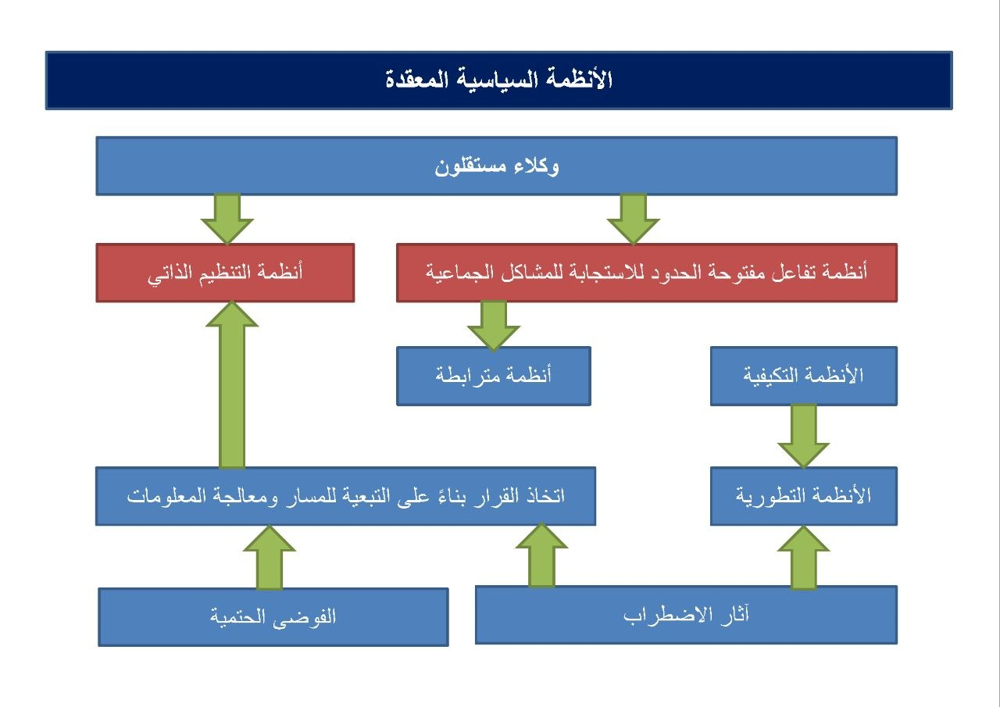 الأنظمة السياسية المعقدة
وكلاء مستقلون
أنظمة تفاعل مفتوحة الحدود للاستجابة للمشاكل الجماعية
أنظمة التنظيم الذاتي
الأنظمة التكيفية
أنظمة مترابطة
الأنظمة التطورية
اتخاذ القرار بناءً على التبعية للمسار ومعالجة المعلومات
آثار الاضطراب
الفوضى الحتمية